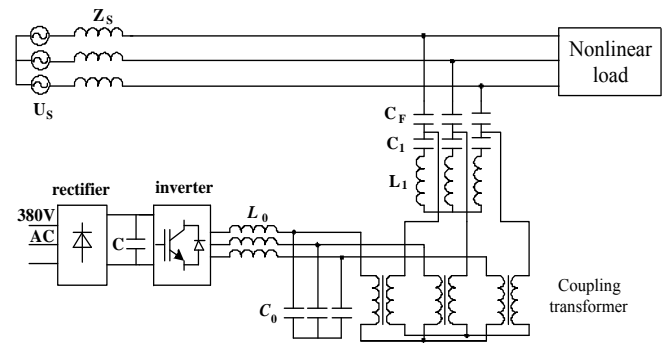 Z_S
Nonlinear
load
U_S
C_F
C_1
L_1
rectifier
inverter
L_0
380V
AC
C
C_0
Coupling
transformer